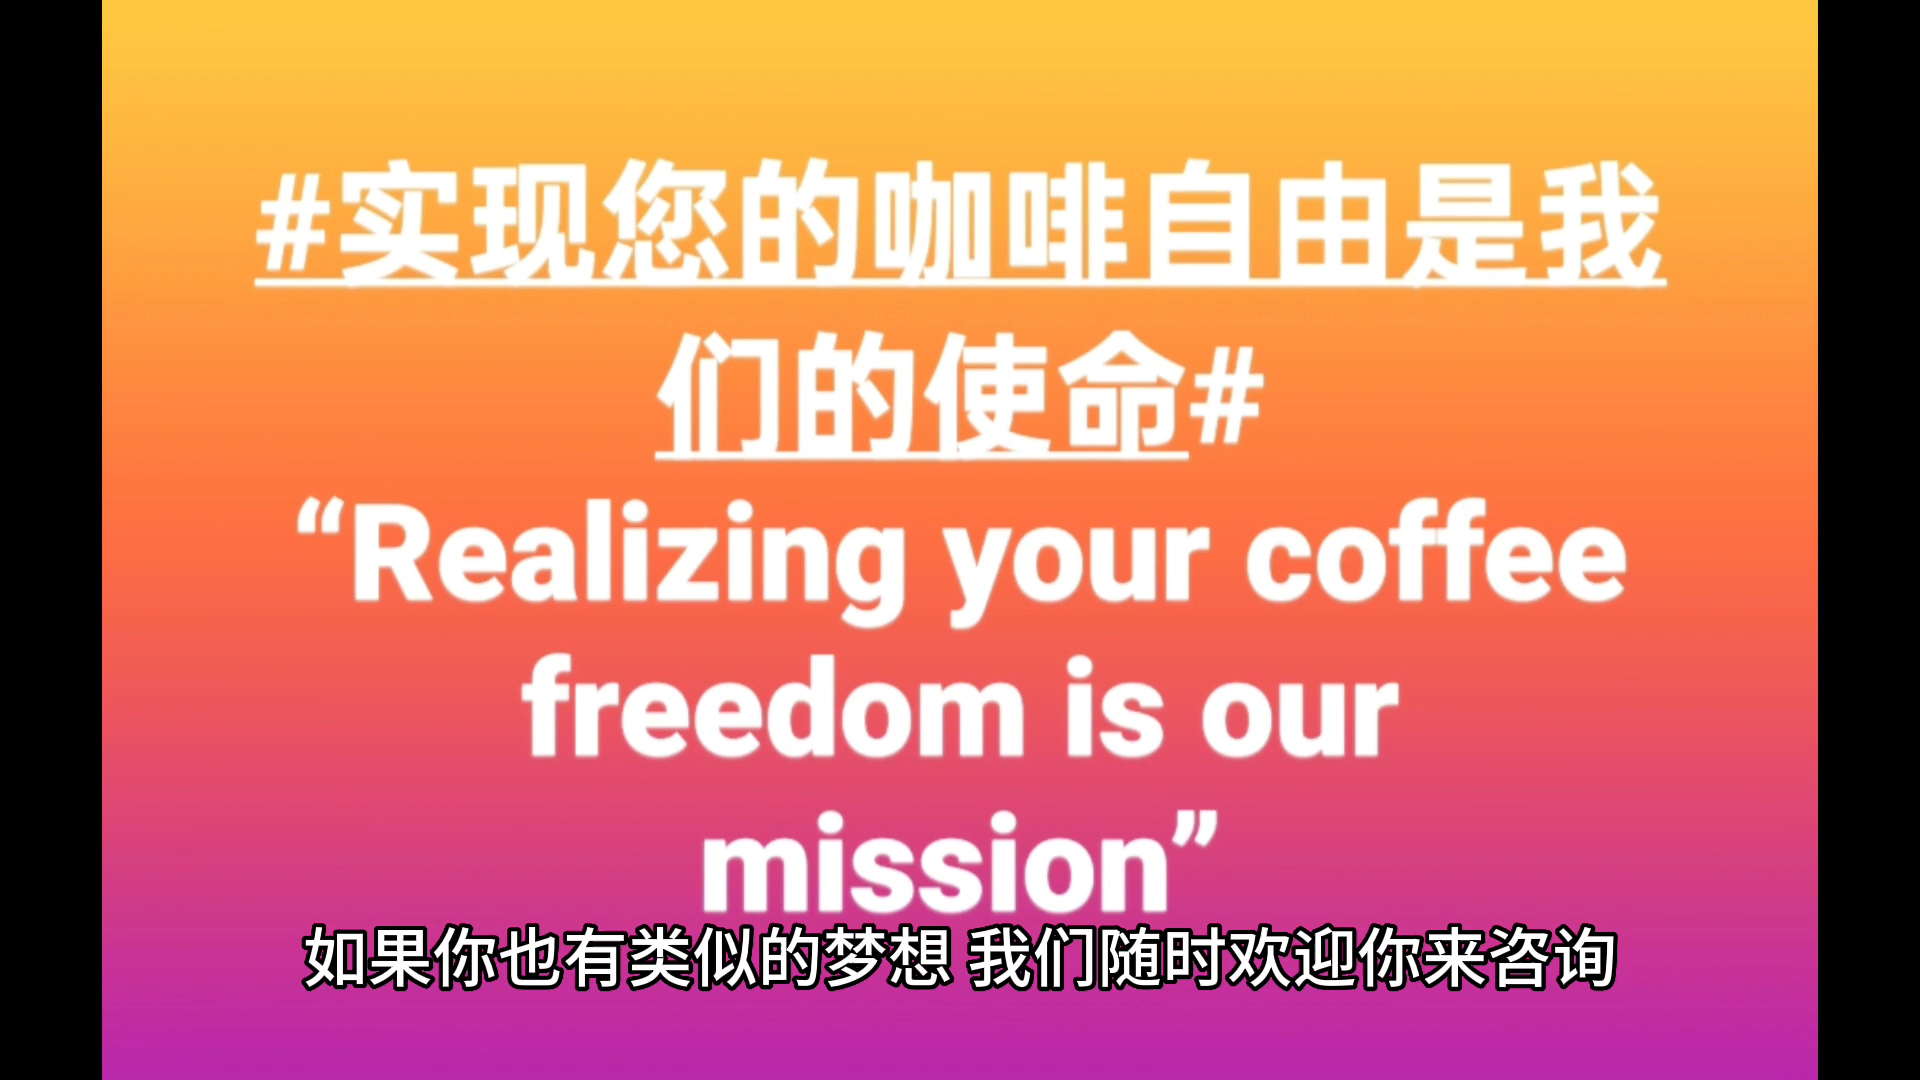 #实现您的咖啡自由是我
们的使命#
“Realizing your coffee
freedom is our
mission”
如果你也有类似的梦想 我们随时欢迎你来咨询